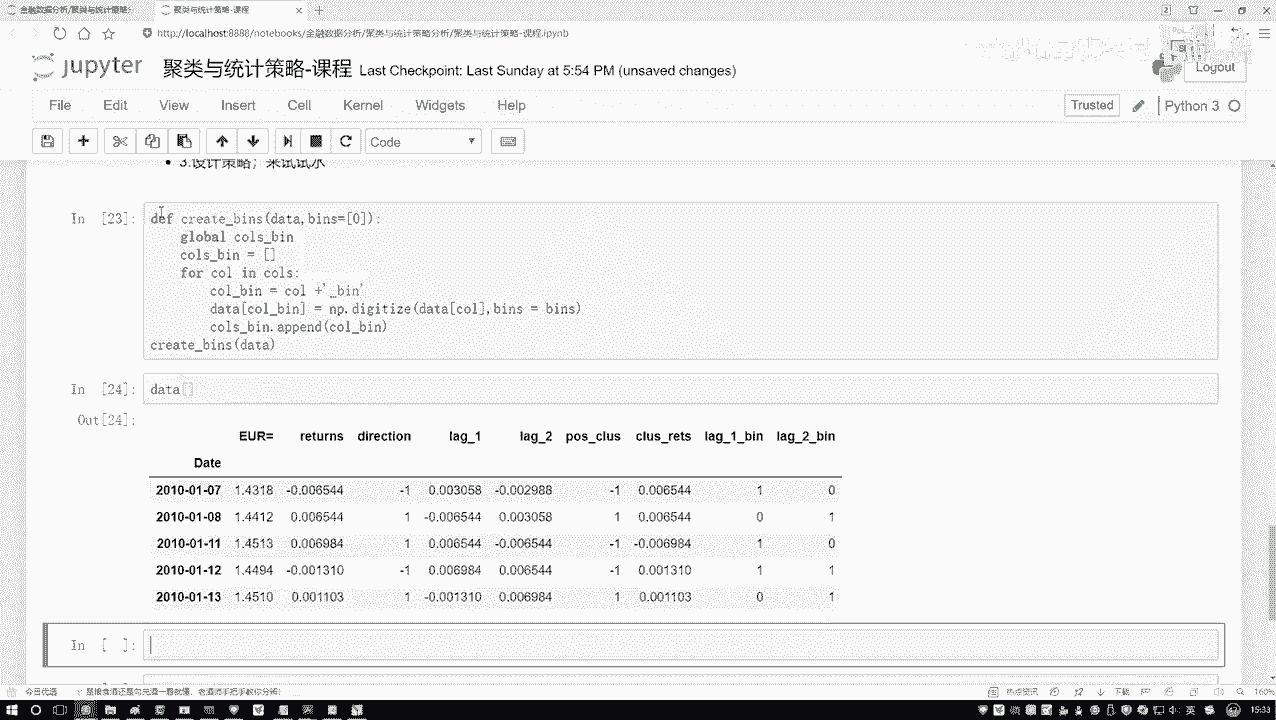 金融数据分析/聚类与统计策略分
聚类与统计策略-课程
http://localhost:8888/notebooks/金融数据分析/聚类与统计策略分析/聚类与统计策略-课程.ipynb
jupyter 聚类与统计策略-课程 Last Checkpoint: Last Sunday at 5:54 PM (unsaved changes)
Logout
File Edit View Insert Cell Kernel Widgets Help
Trusted Python 3
Code
3.设计策略，来试试水
In [23]:
def create_bins(data,bins=[0]):
global cols_bin
cols_bin = []
for col in cols:
col_bin = col +'_bin'
data[col_bin] = np.digitize(data[col],bins = bins)
cols_bin.append(col_bin)
create_bins(data)
In [24]:
data[]
Out[24]:
EUR= returns direction lag_1 lag_2 pos_clus clus_rets lag_1_bin lag_2_bin
Date
2010-01-07 1.4318 -0.006544 -1 0.003058 -0.002988 -1 0.006544 1 0
2010-01-08 1.4412 0.006544 1 -0.006544 0.003058 1 0.006544 0 1
2010-01-11 1.4513 0.006984 1 0.006544 -0.006544 -1 -0.006984 1 0
2010-01-12 1.4494 -0.001310 -1 0.006984 0.006544 -1 0.001310 1 1
2010-01-13 1.4510 0.001103 1 -0.001310 0.006984 1 0.001103 0 1
In [ ]:
今日优选
热点资讯
下载
160%
英
15:33